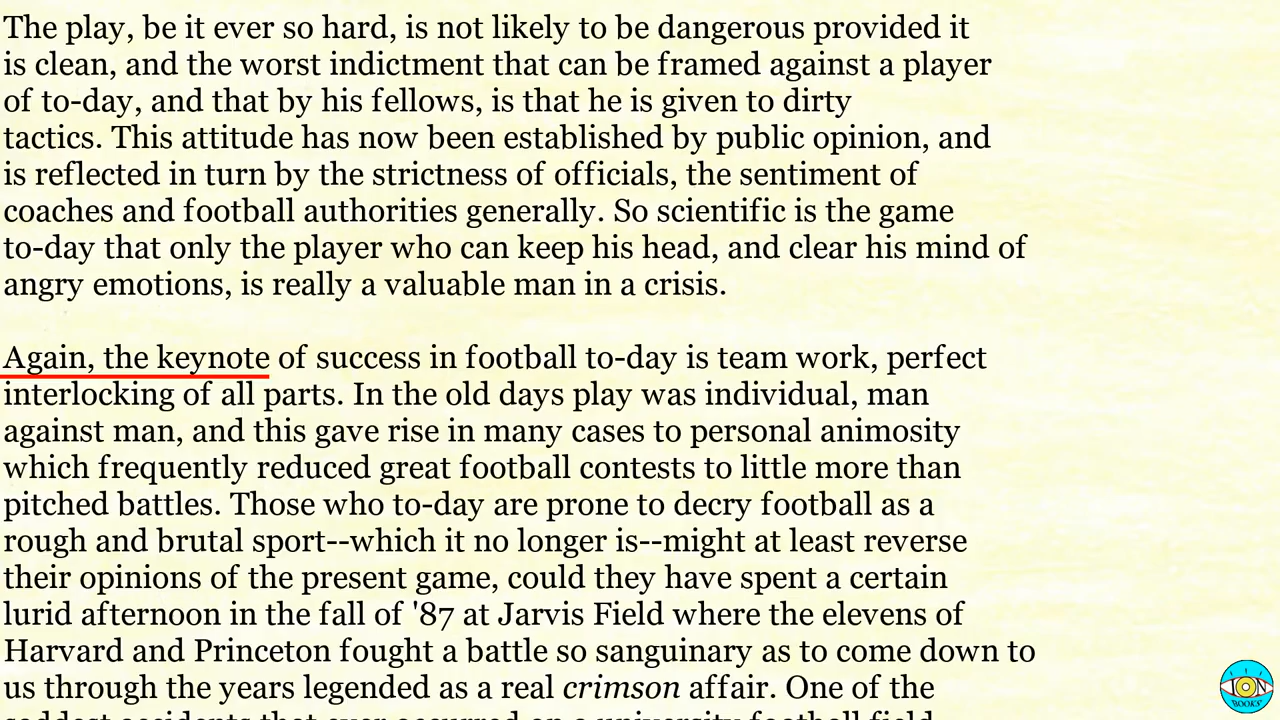 The play, be it ever so hard, is not likely to be dangerous provided it
is clean, and the worst indictment that can be framed against a player
of to-day, and that by his fellows, is that he is given to dirty
tactics. This attitude has now been established by public opinion, and
is reflected in turn by the strictness of officials, the sentiment of
coaches and football authorities generally. So scientific is the game
to-day that only the player who can keep his head, and clear his mind of
angry emotions, is really a valuable man in a crisis.
Again, the keynote of success in football to-day is team work, perfect
interlocking of all parts. In the old days play was individual, man
against man, and this gave rise in many cases to personal animosity
which frequently reduced great football contests to little more than
pitched battles. Those who to-day are prone to decry football as a
rough and brutal sport--which it no longer is--might at least reverse
their opinions of the present game, could they have spent a certain
lurid afternoon in the fall of '87 at Jarvis Field where the elevens of
Harvard and Princeton fought a battle so sanguinary as to come down to
us through the years legended as a real crimson affair. One of the
saddest accidents that ever occurred on a university football field
ION
BOOKS